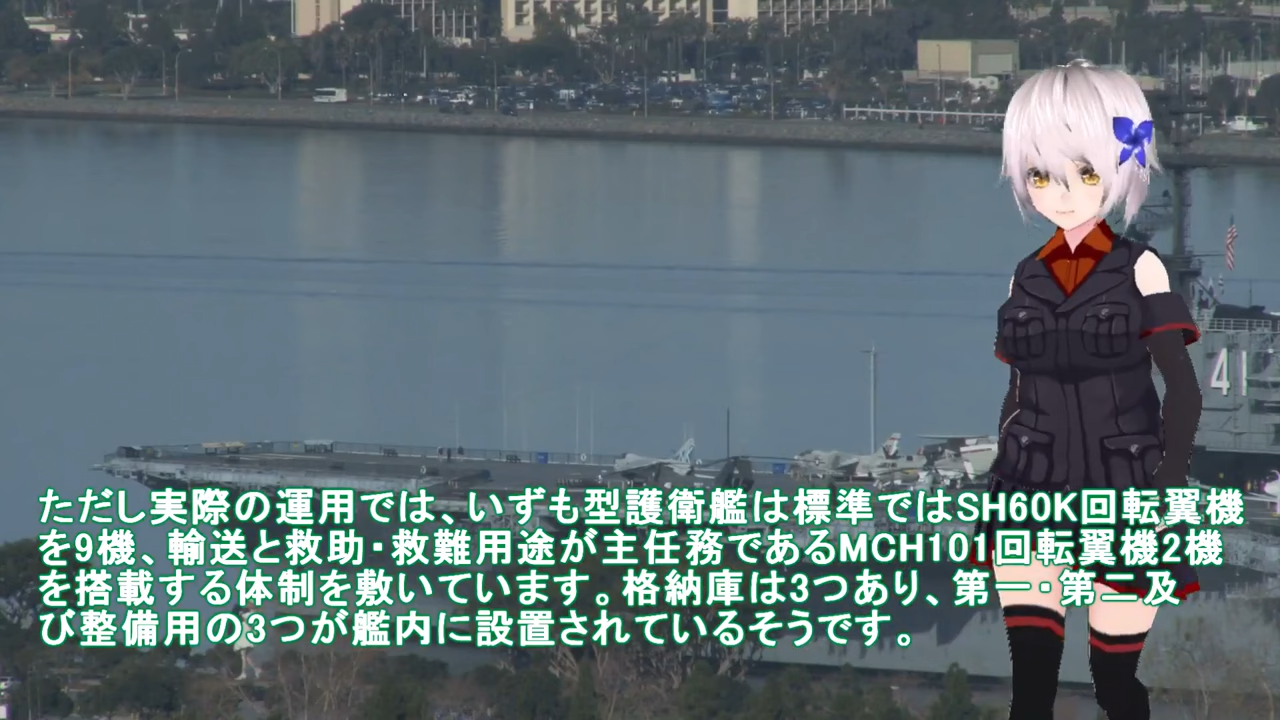 41
ただし実際の運用では、いずも型護衛艦は標準ではSH60K回転翼機
を9機、輸送と救助・救難用途が主任務であるMCH101回転翼機2機
を搭載する体制を敷いています。格納庫は3つあり、第一・第二及
び整備用の3つが艦内に設置されているそうです。